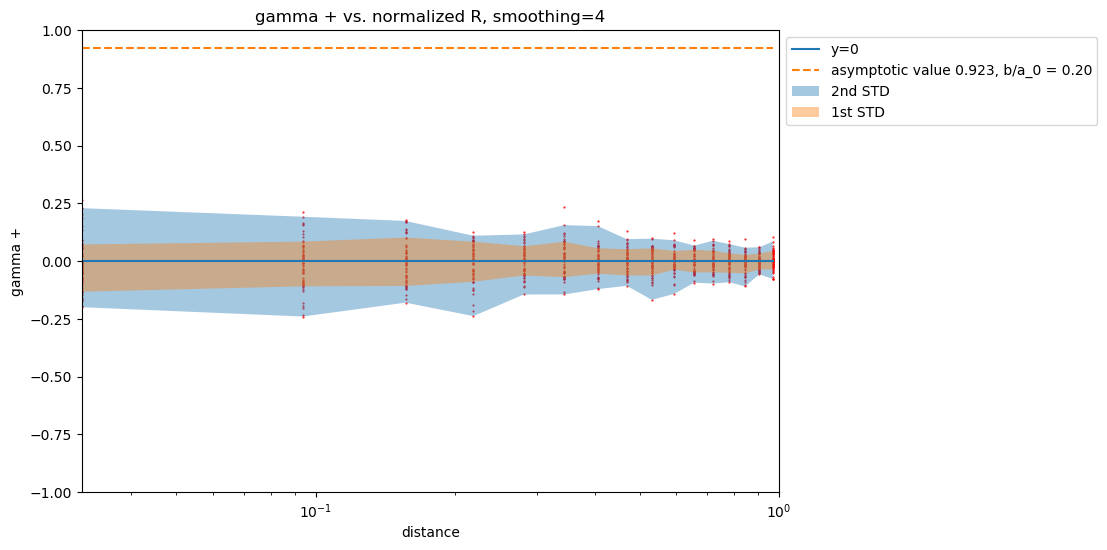 gamma + vs. normalized R, smoothing=4
1.00
0.75
0.50
0.25
0.00
−0.25
−0.50
−0.75
−1.00
gamma +
10⁻¹
10⁰
distance
y=0
asymptotic value 0.923, b/a_0 = 0.20
2nd STD
1st STD